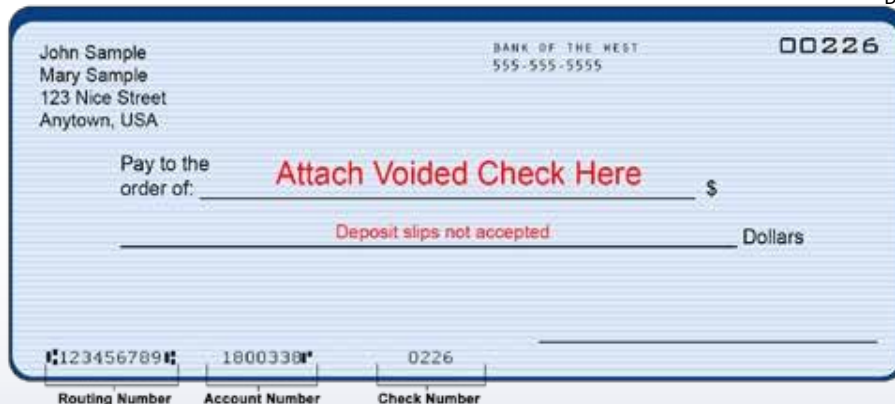 John Sample
Mary Sample
123 Nice Street
Anytown, USA
BANK OF THE WEST
555-555-5555
00226
Pay to the
order of:
Attach Voided Check Here
$
Deposit slips not accepted
Dollars
⑆123456789⑆ 1800338⑈ 0226
Routing Number Account Number Check Number